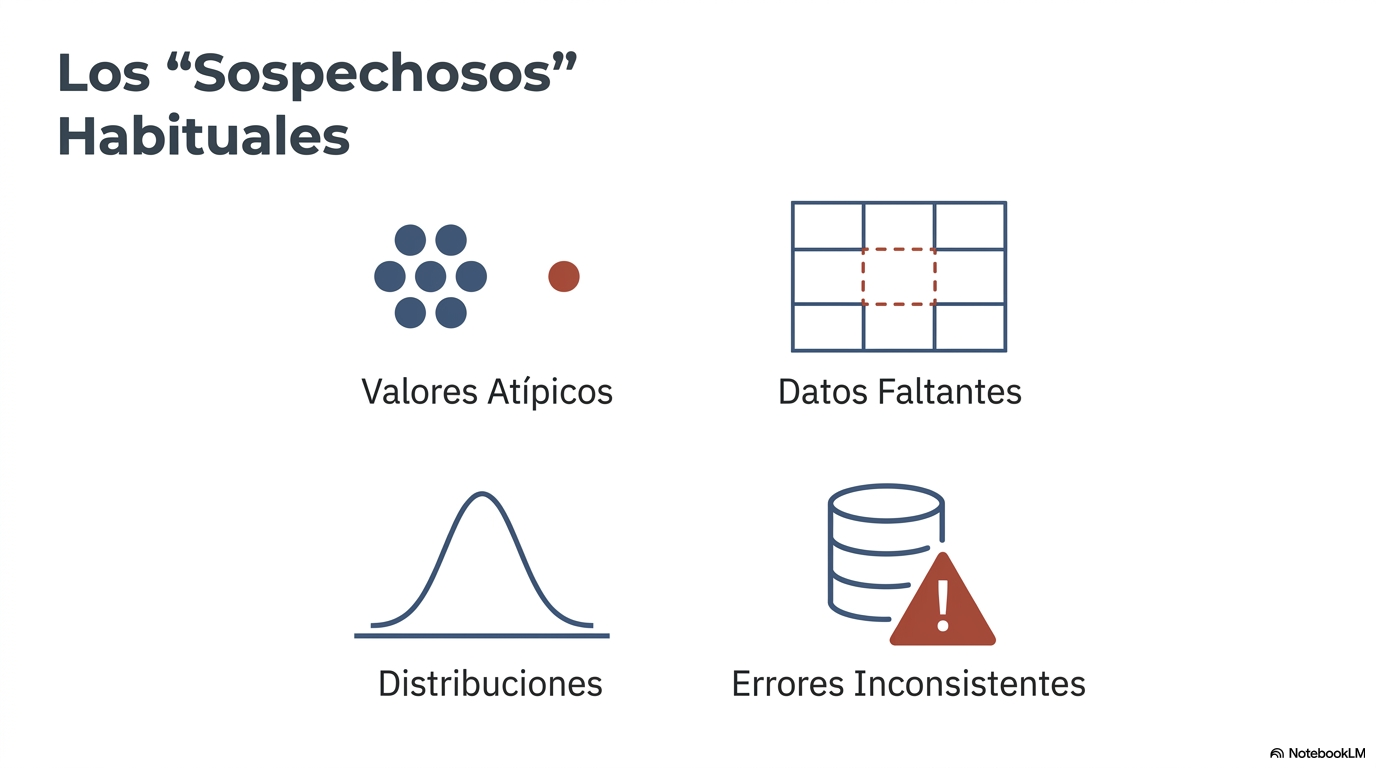 Los “Sospechosos”
Habituales
Valores Atípicos
Datos Faltantes
Distribuciones
Errores Inconsistentes
NotebookLM